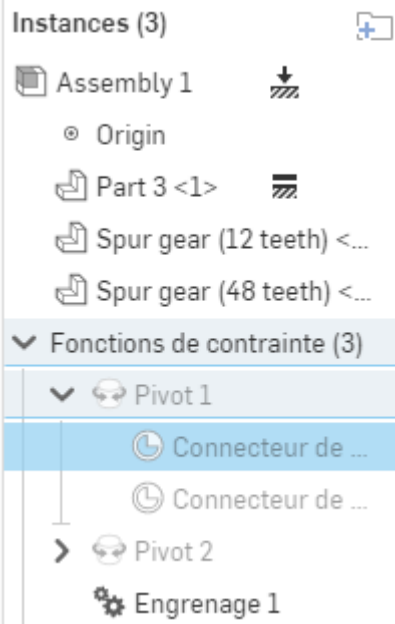 Instances (3)
Assembly 1
Origin
Part 3 <1>
Spur gear (12 teeth) <...
Spur gear (48 teeth) <...
Fonctions de contrainte (3)
Pivot 1
Connecteur de ...
Connecteur de ...
Pivot 2
Engrenage 1